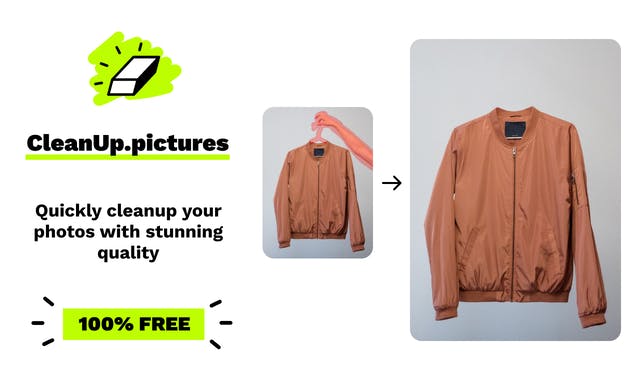 CleanUp.pictures
Quickly cleanup your
photos with stunning
quality
100% FREE